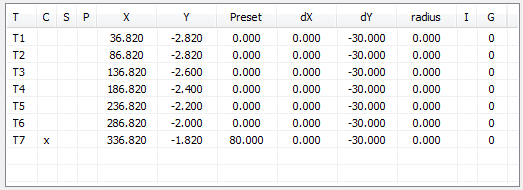 T C S P X Y Preset dX dY radius I G
T1 36.820 -2.820 0.000 0.000 -30.000 0.000 0
T2 86.820 -2.820 0.000 0.000 -30.000 0.000 0
T3 136.820 -2.600 0.000 0.000 -30.000 0.000 0
T4 186.820 -2.400 0.000 0.000 -30.000 0.000 0
T5 236.820 -2.200 0.000 0.000 -30.000 0.000 0
T6 286.820 -2.000 0.000 0.000 -30.000 0.000 0
T7 x 336.820 -1.820 80.000 0.000 -30.000 0.000 0